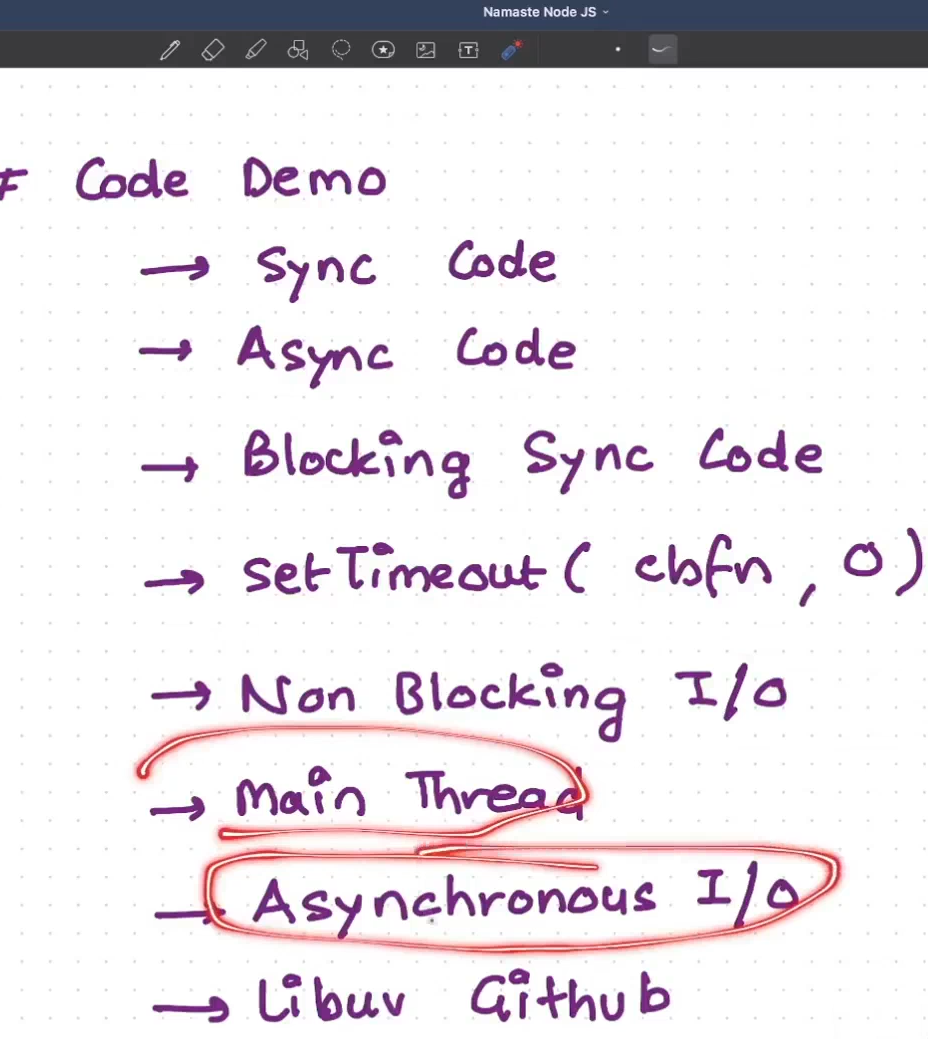 Namaste Node JS
# Code Demo
→ Sync Code
→ Async Code
→ Blocking Sync Code
→ setTimeout ( cbfn , 0 )
→ Non Blocking I/O
→ Main Thread
→ Asynchronous I/O
→ Libuv Github